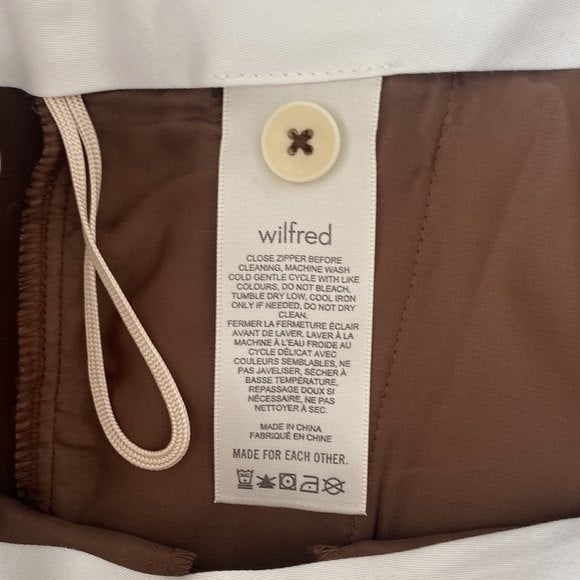 wilfred
CLOSE ZIPPER BEFORE
CLEANING, MACHINE WASH
COLD GENTLE CYCLE WITH LIKE
COLOURS, DO NOT BLEACH,
TUMBLE DRY LOW, COOL IRON
ONLY IF NEEDED, DO NOT DRY
CLEAN.
FERMER LA FERMETURE ÉCLAIR
AVANT DE LAVER, LAVER À LA
MACHINE À L'EAU FROIDE AU
CYCLE DÉLICAT AVEC
COULEURS SEMBLABLES, NE
PAS JAVELISER, SÉCHER À
BASSE TEMPÉRATURE,
REPASSAGE DOUX SI
NÉCESSAIRE, NE PAS
NETTOYER À SEC.
MADE IN CHINA
FABRIQUÉ EN CHINE
MADE FOR EACH OTHER.